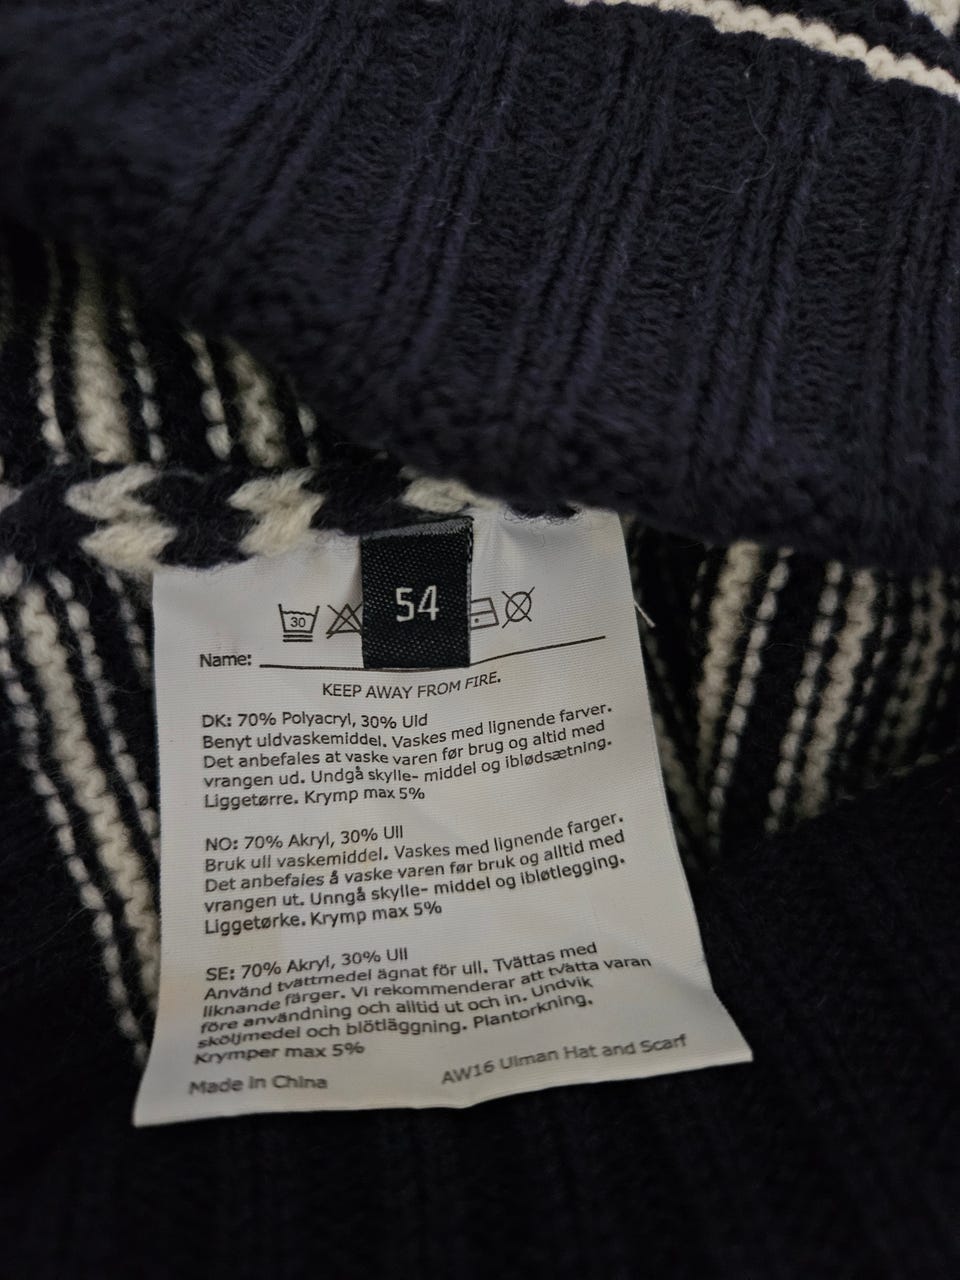 54
30
Name:
KEEP AWAY FROM FIRE.
DK: 70% Polyacryl, 30% Uld
Benyt uldvaskemiddel. Vaskes med lignende farver.
Det anbefales at vaske varen før brug og altid med
vrangen ud. Undgå skylle- middel og iblødsætning.
Liggetørre. Krymp max 5%
NO: 70% Akryl, 30% Ull
Bruk ull vaskemiddel. Vaskes med lignende farger.
Det anbefales å vaske varen før bruk og alltid med
vrangen ut. Unngå skylle- middel og ibløtlegging.
Liggetørke. Krymp max 5%
SE: 70% Akryl, 30% Ull
Använd tvättmedel ägnat för ull. Tvättas med
liknande färger. Vi rekommenderar att tvätta varan
före användning och alltid ut och in. Undvik
sköljmedel och blötläggning. Plantorkning.
Krymper max 5%
Made in China
AW16 Ulman Hat and Scarf